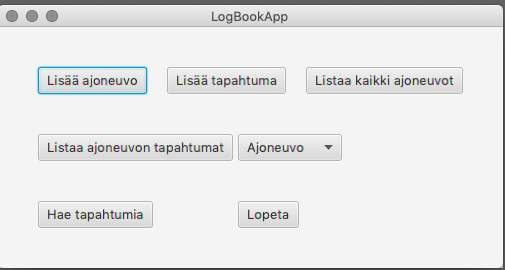 LogBookApp
Lisää ajoneuvo Lisää tapahtuma Listaa kaikki ajoneuvot
Listaa ajoneuvon tapahtumat Ajoneuvo
Hae tapahtumia Lopeta